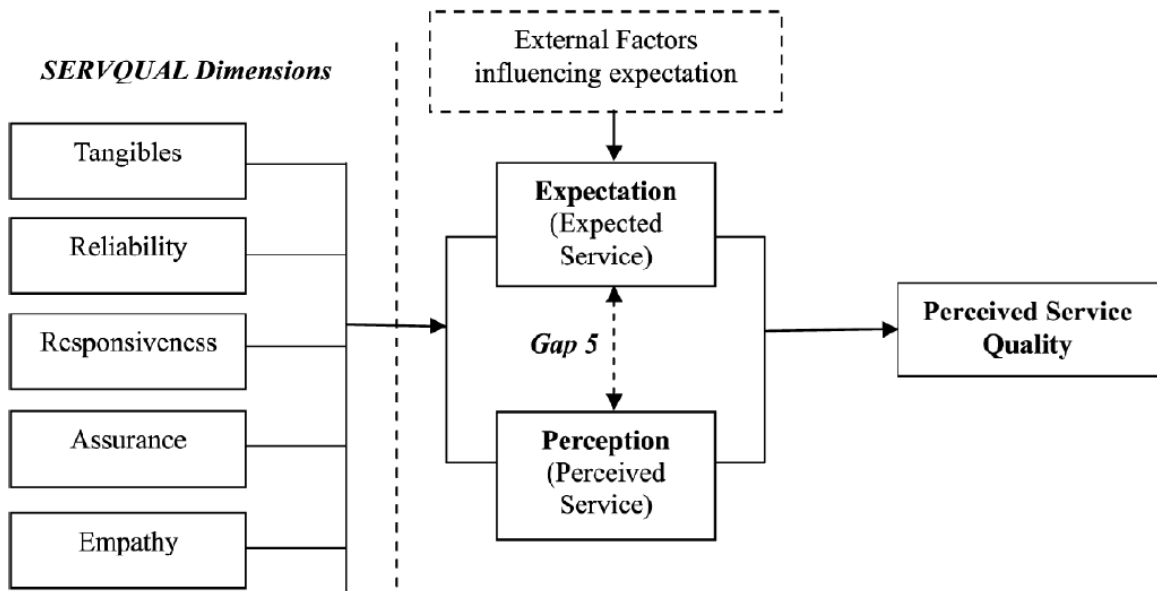 SERVQUAL Dimensions
Tangibles
Reliability
Responsiveness
Assurance
Empathy
External Factors
influencing expectation
Expectation
(Expected
Service)
Gap 5
Perception
(Perceived
Service)
Perceived Service
Quality